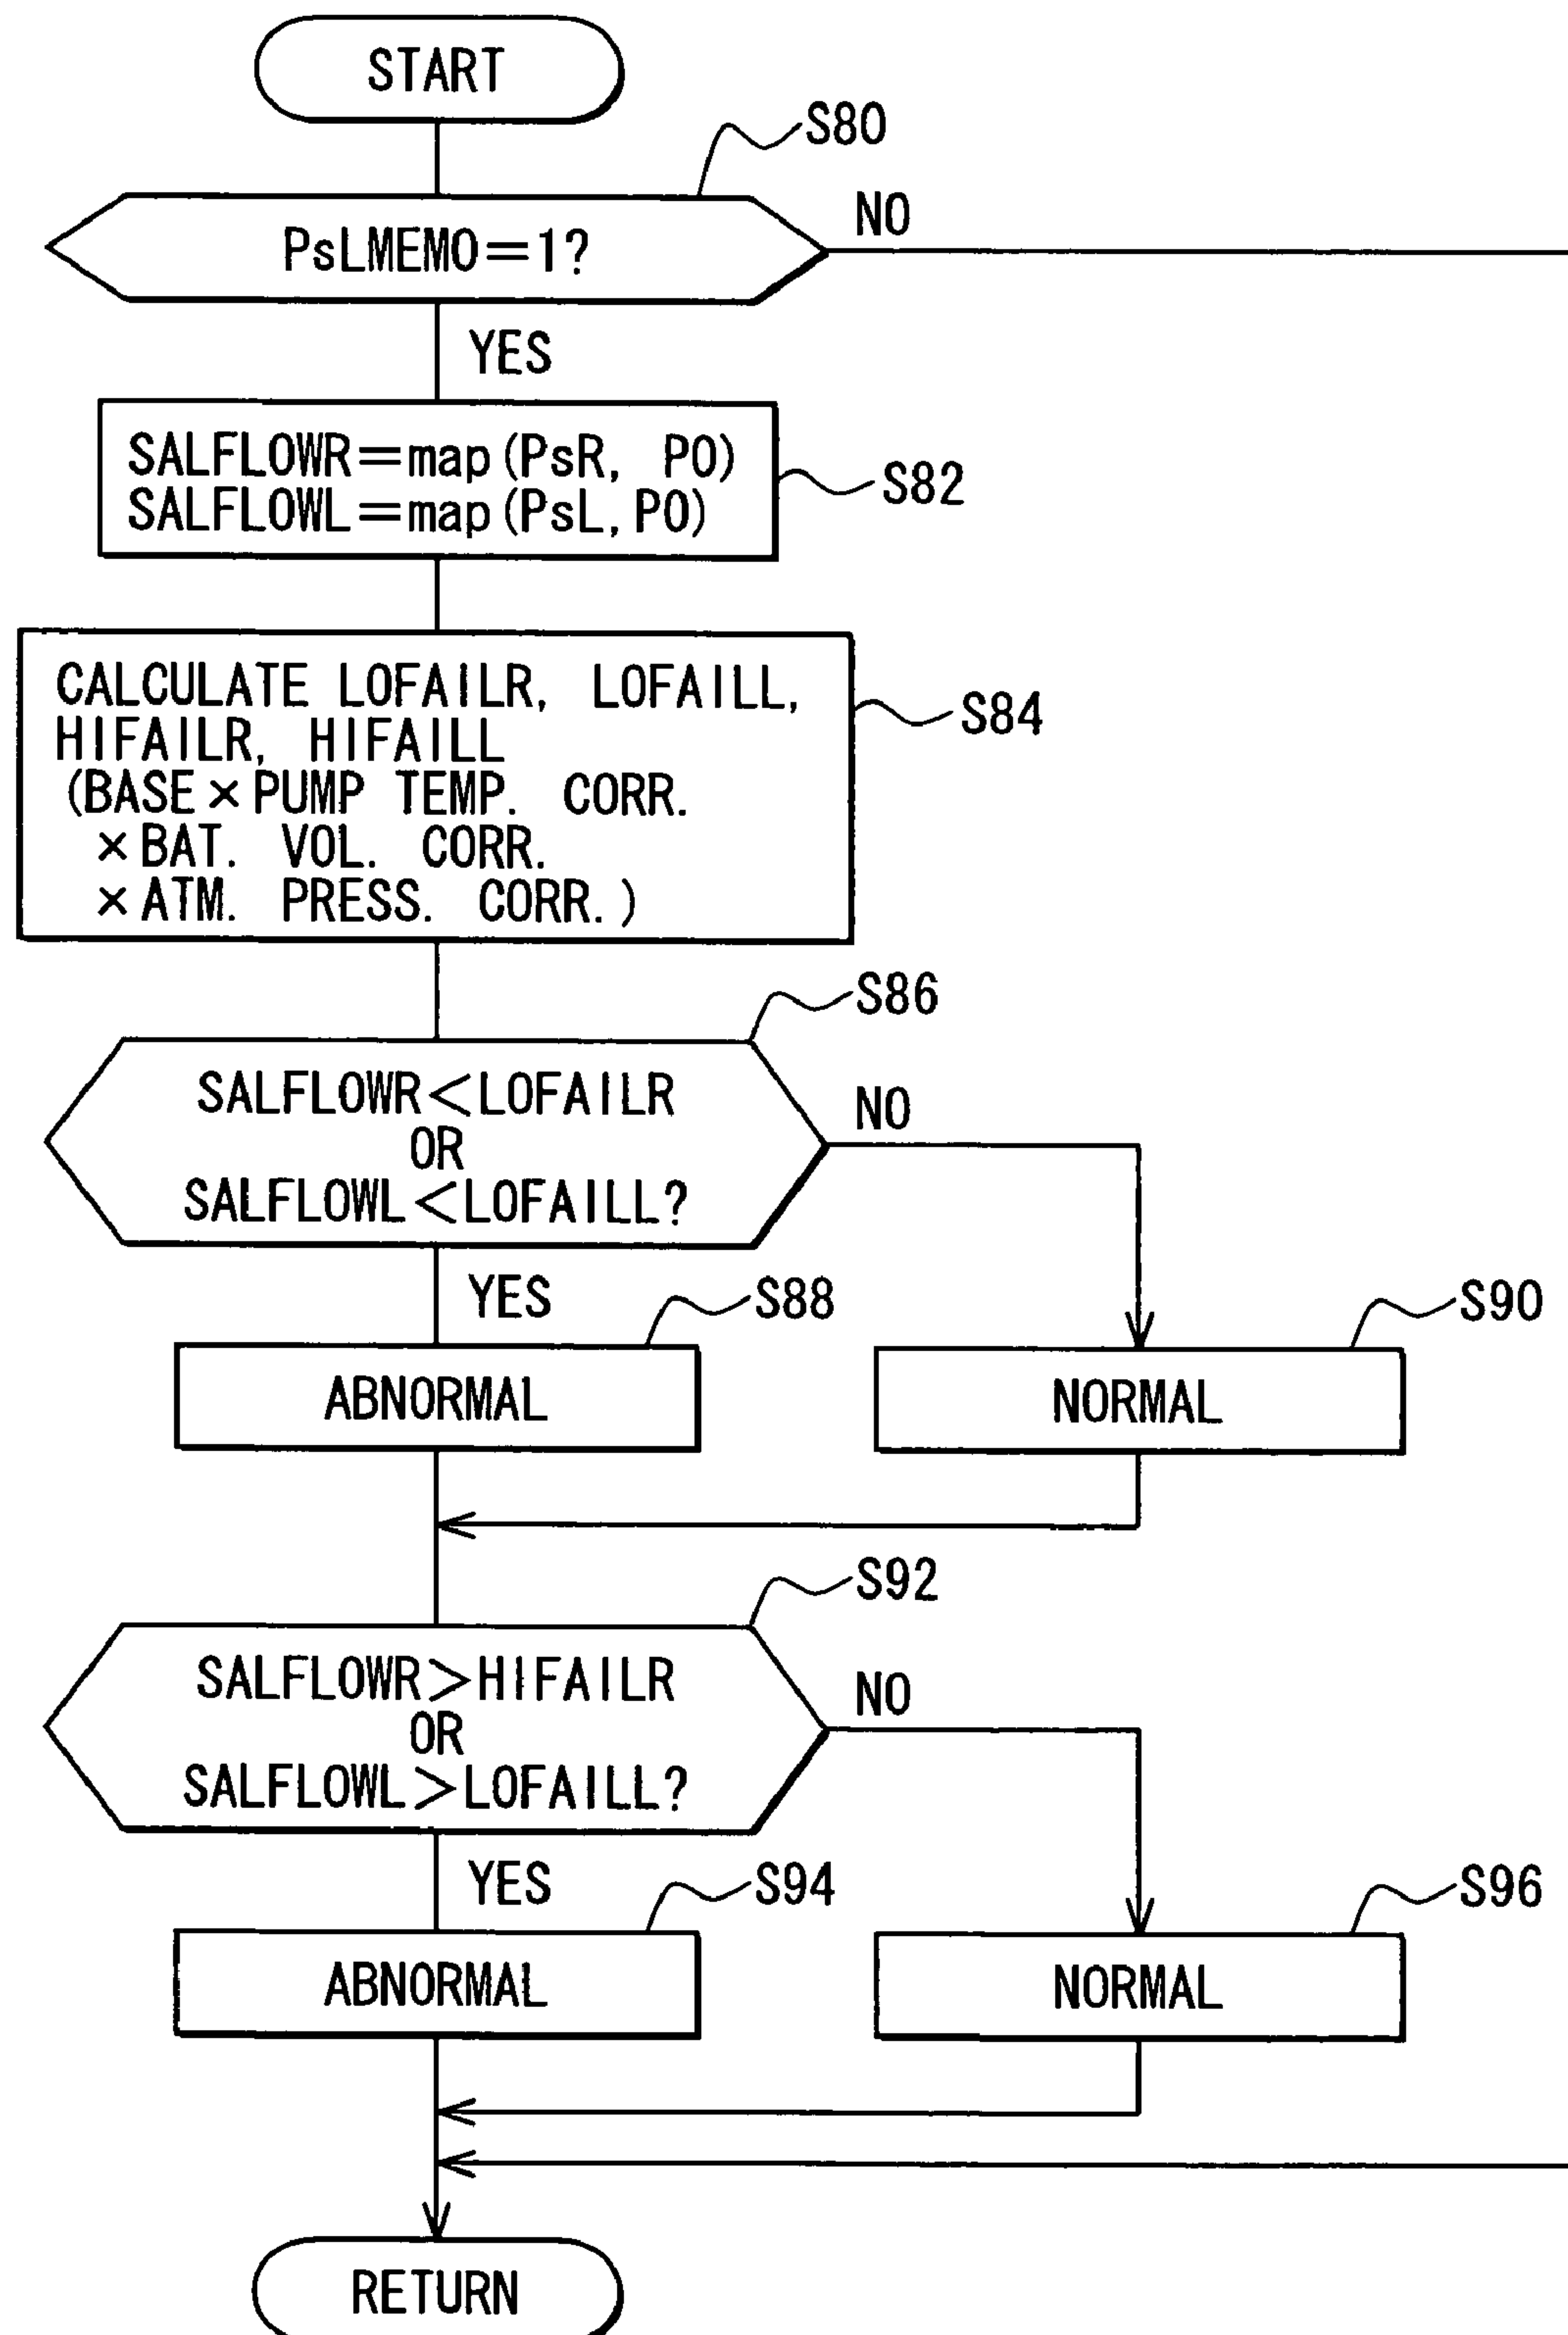 START
S80
PsLMEMO=1?
NO
YES
SALFLOWR=map(PsR, P0)
SALFLOWL=map(PsL,P0)
S82
CALCULATE LOFAILR, LOFAILL,
HIFAILR, HIFAILL
(BASE×PUMP TEMP. CORR.
×BAT. VOL. CORR.
×ATM. PRESS. CORR.)
S84
S86
SALFLOWR<LOFAILR
OR
SALFLOWL<LOFAILL?
NO
YES
S88
S90
ABNORMAL
NORMAL
S92
SALFLOWR>HIFAILR
OR
SALFLOWL>LOFAILL?
NO
YES
S94
S96
ABNORMAL
NORMAL
RETURN